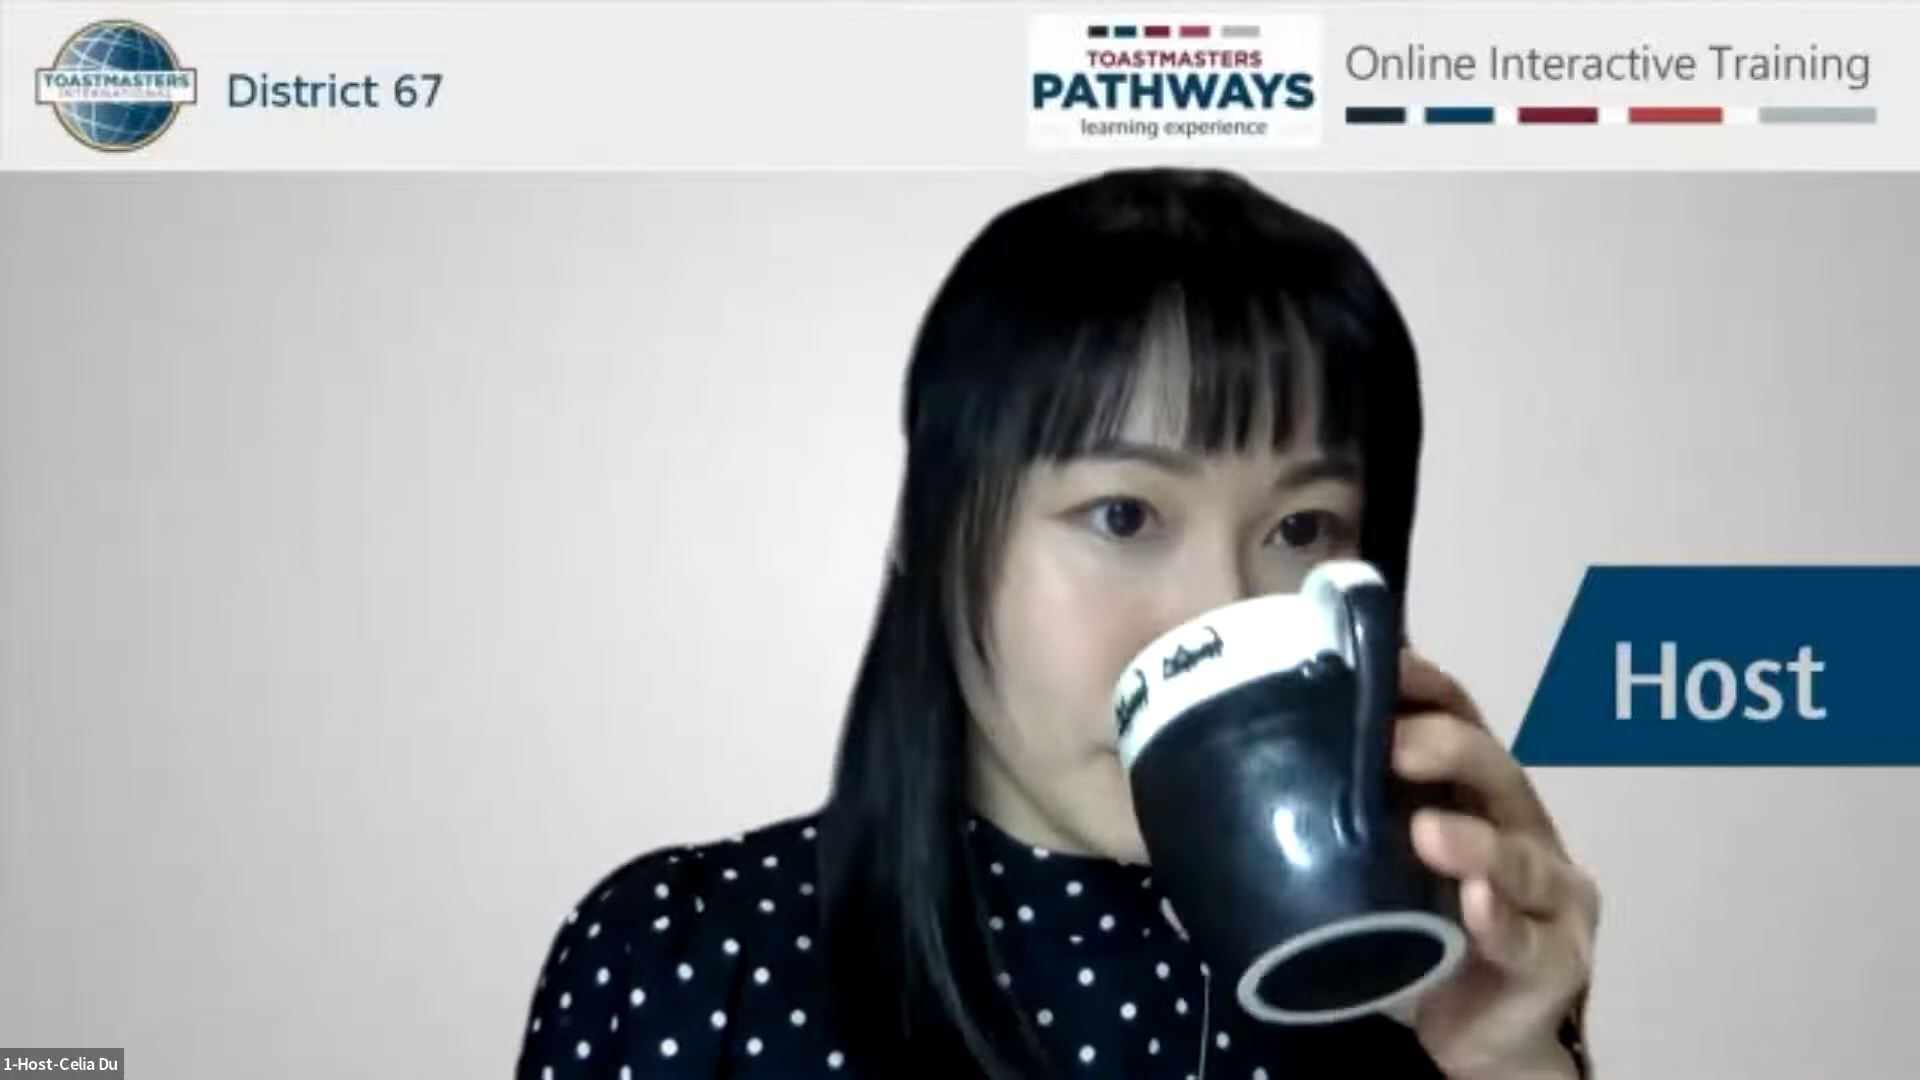 TOASTMASTERS
INTERNATIONAL
District 67
TOASTMASTERS
PATHWAYS
learning experience
Online Interactive Training
Host
1-Host-Celia Du